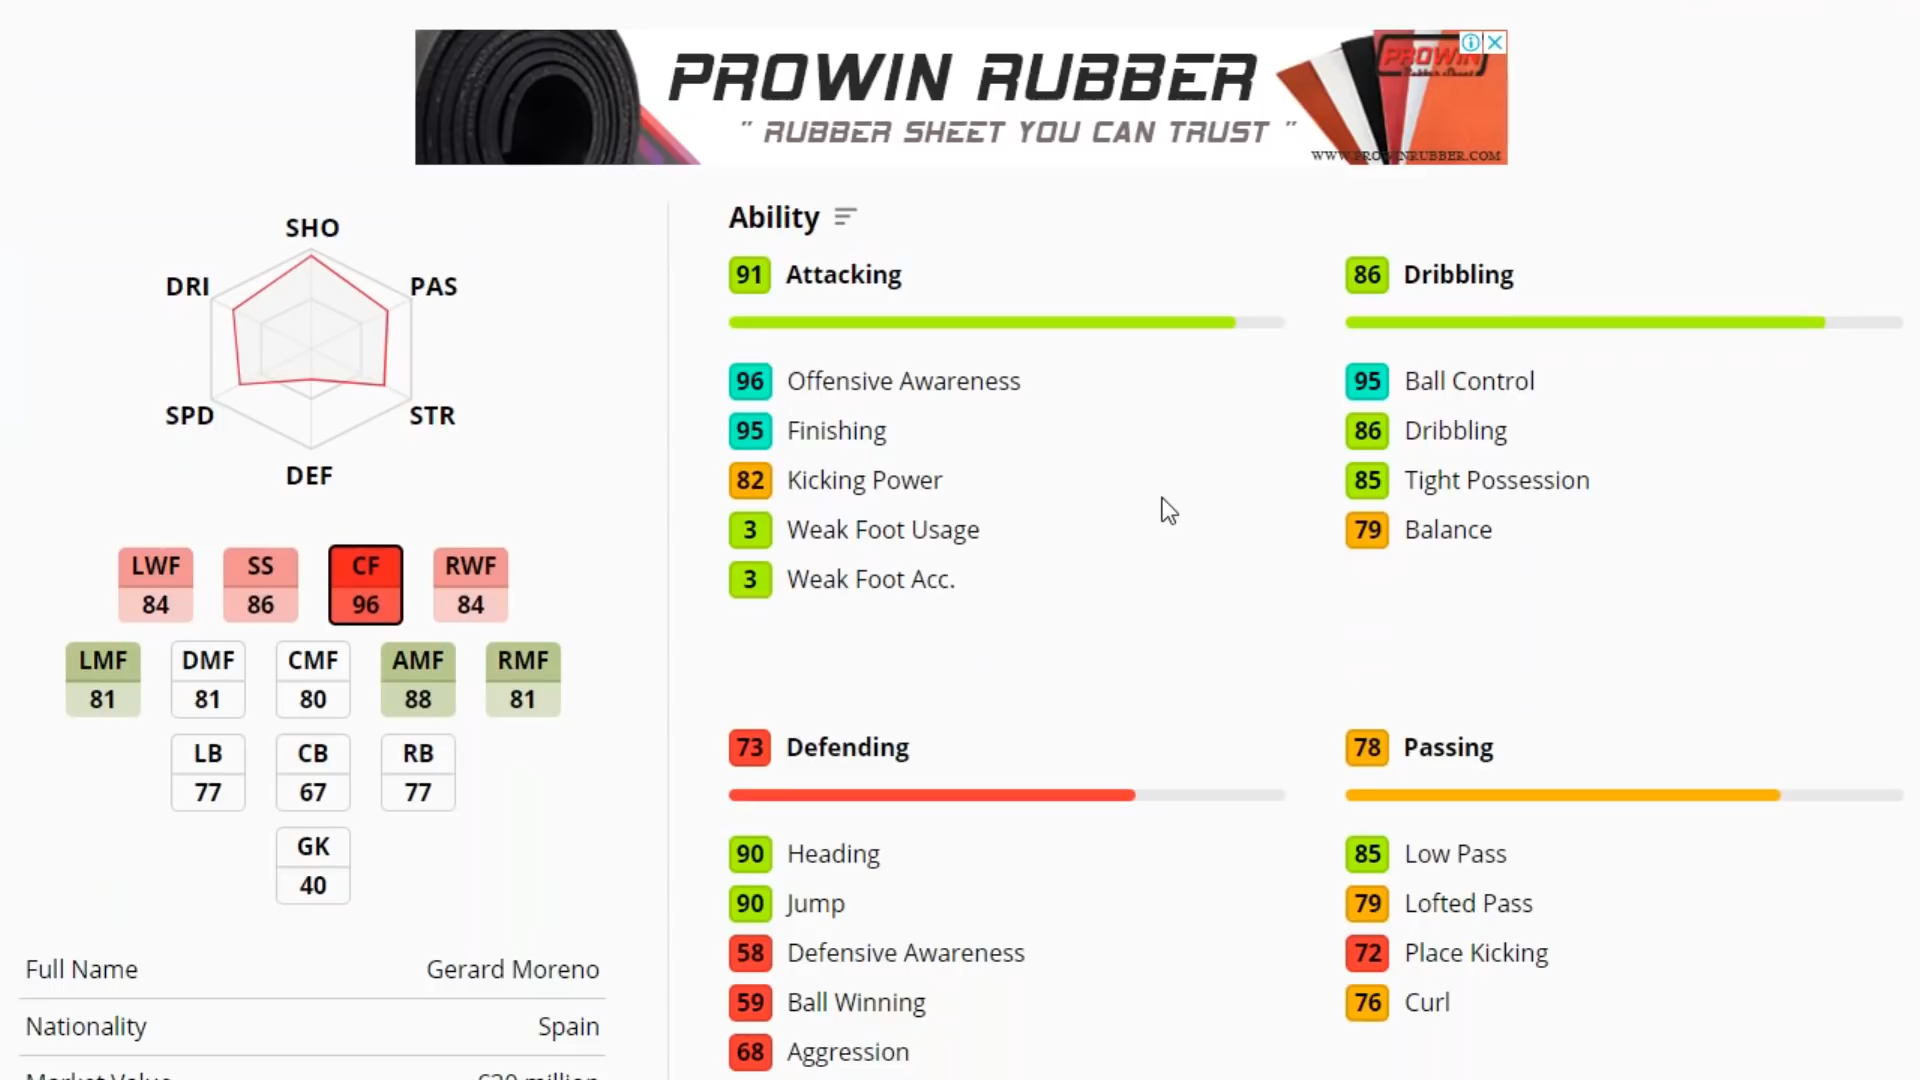 PROWIN RUBBER
" RUBBER SHEET YOU CAN TRUST "
PROWIN
WWW.PROWINRUBBER.COM
SHO
DRI
PAS
SPD
STR
DEF
LWF SS CF RWF
84 86 96 84
LMF DMF CMF AMF RMF
81 81 80 88 81
LB CB RB
77 67 77
GK
40
Full Name Gerard Moreno
Nationality Spain
Ability
91 Attacking
96 Offensive Awareness
95 Finishing
82 Kicking Power
3 Weak Foot Usage
3 Weak Foot Acc.
86 Dribbling
95 Ball Control
86 Dribbling
85 Tight Possession
79 Balance
73 Defending
90 Heading
90 Jump
58 Defensive Awareness
59 Ball Winning
68 Aggression
78 Passing
85 Low Pass
79 Lofted Pass
72 Place Kicking
76 Curl